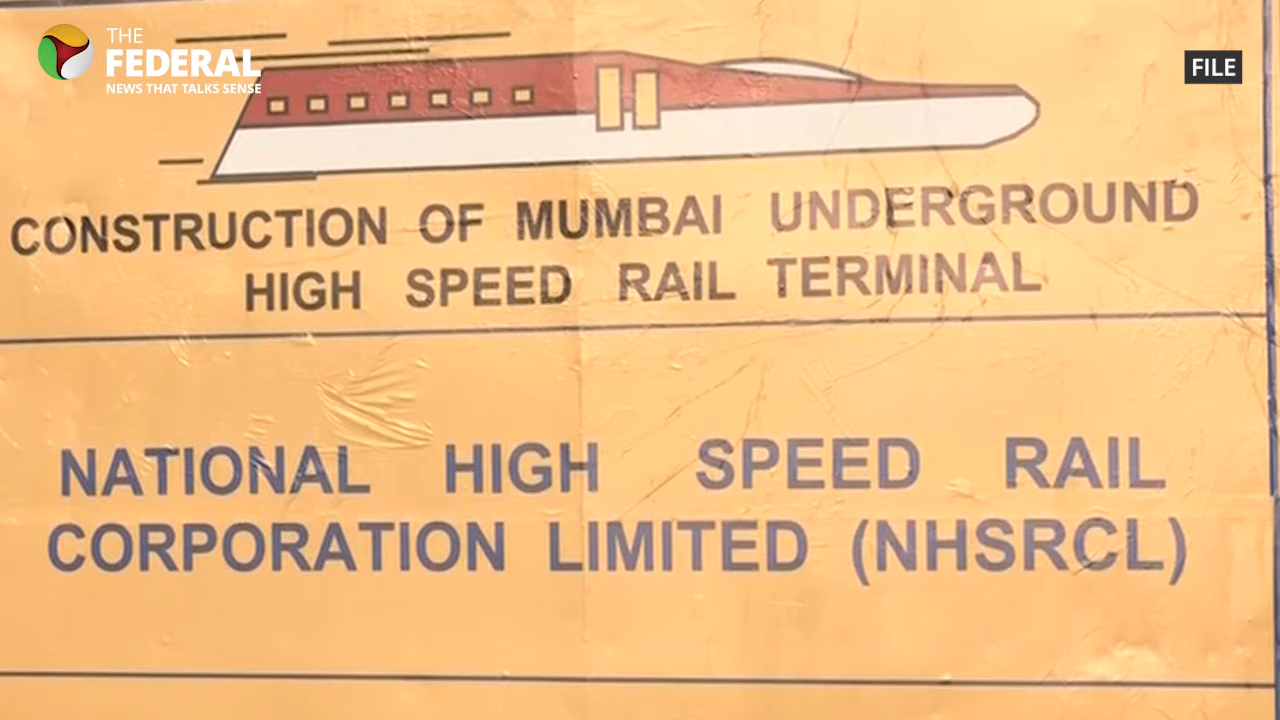 THE
FEDERAL
NEWS THAT TALKS SENSE
FILE
CONSTRUCTION OF MUMBAI UNDERGROUND
HIGH SPEED RAIL TERMINAL
NATIONAL HIGH SPEED RAIL
CORPORATION LIMITED (NHSRCL)